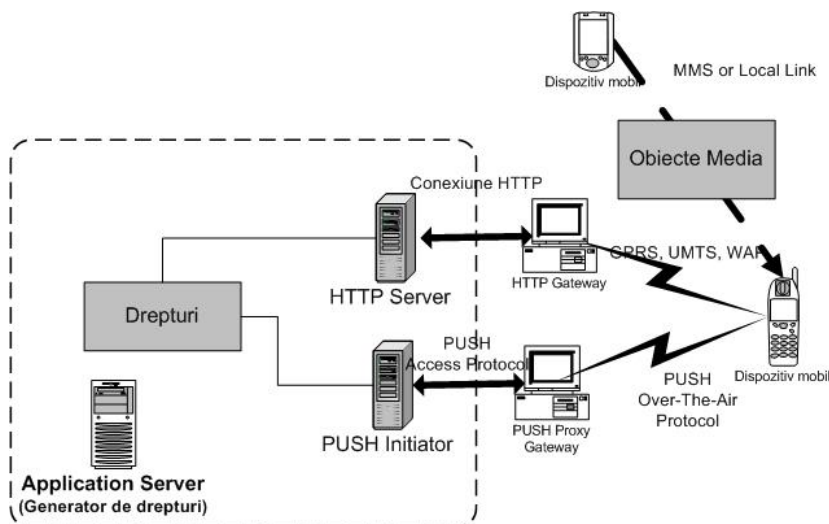 Dispozitiv mobil
MMS or Local Link
Obiecte Media
Conexiune HTTP
GPRS, UMTS, WAP
HTTP Gateway
HTTP Server
Drepturi
PUSH
Access Protocol
Dispozitiv mobil
PUSH
Over-The-Air
Protocol
PUSH Initiator
PUSH Proxy
Gateway
Application Server
(Generator de drepturi)